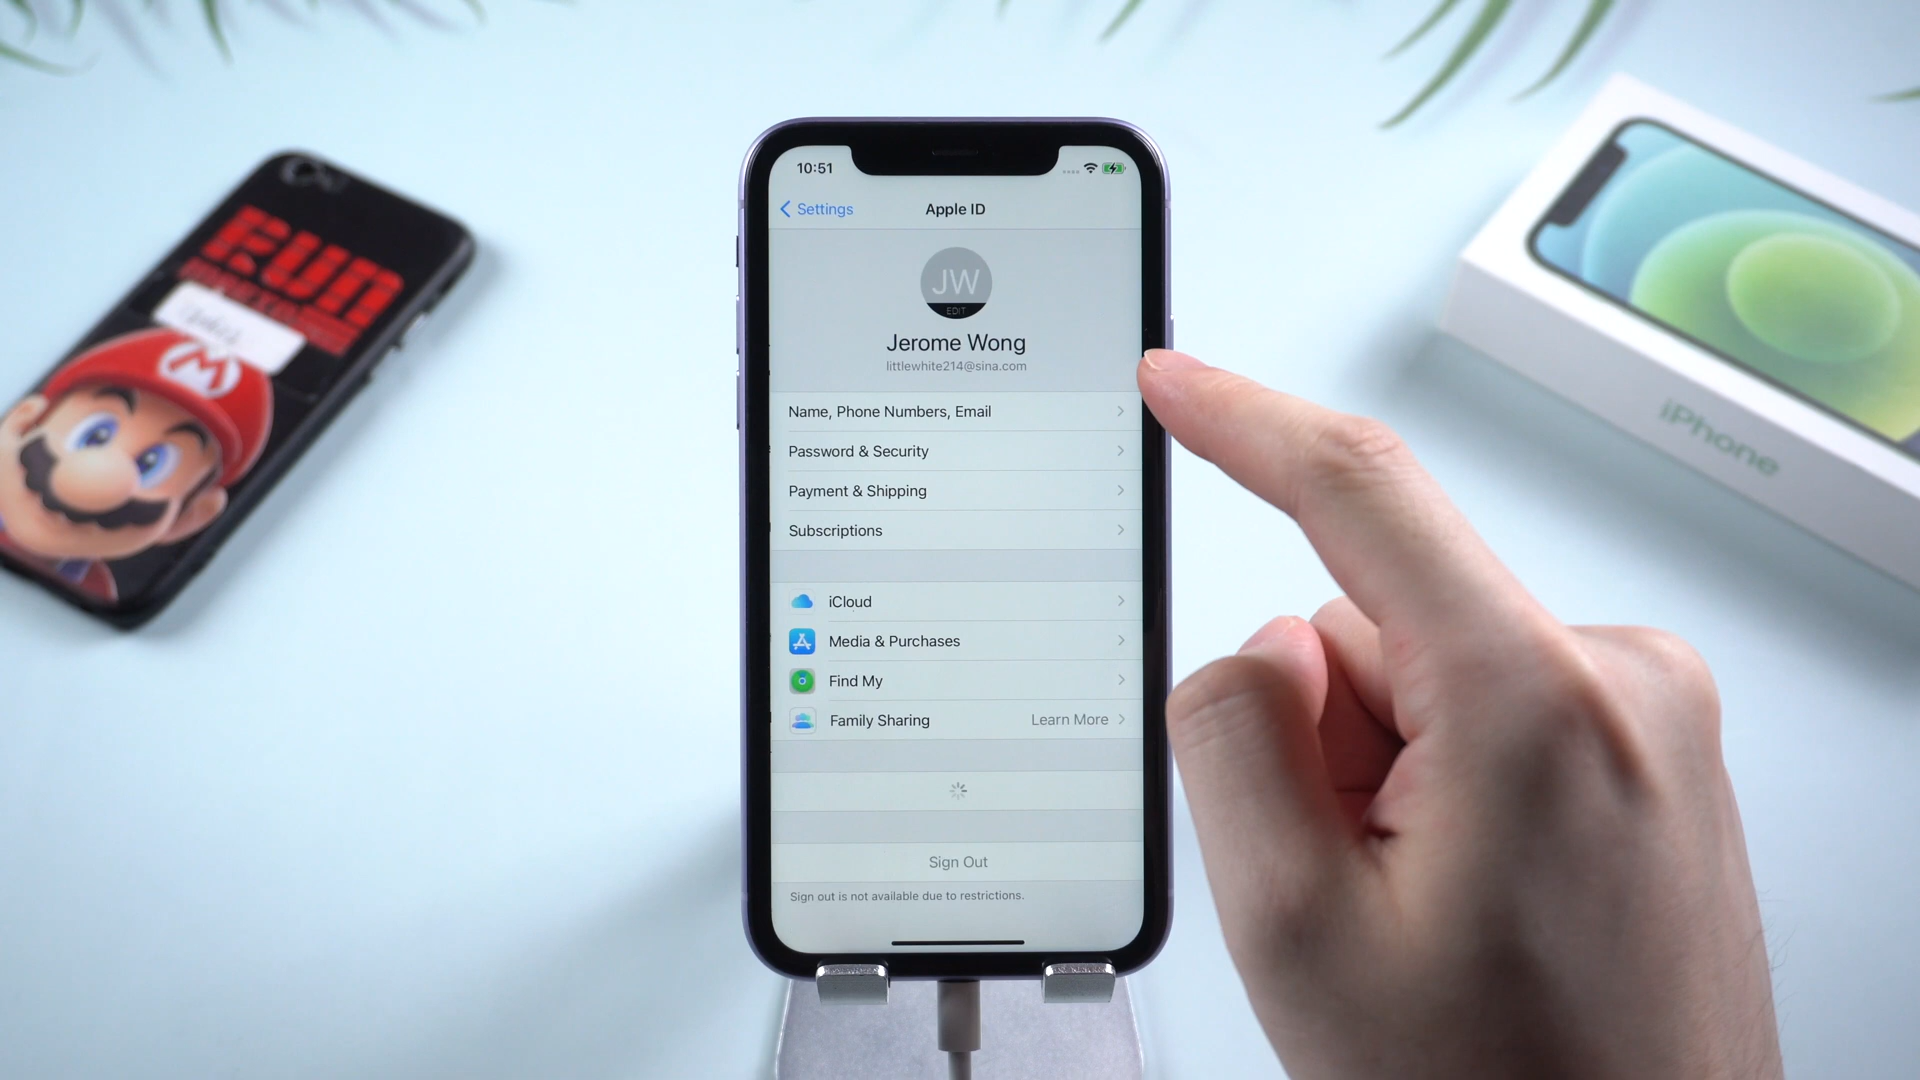 10:51
Settings
Apple ID
JW
EDIT
Jerome Wong
littlewhite214@sina.com
Name, Phone Numbers, Email
Password & Security
Payment & Shipping
Subscriptions
iCloud
Media & Purchases
Find My
Family Sharing Learn More
Sign Out
Sign out is not available due to restrictions.
Run
M
iPhone